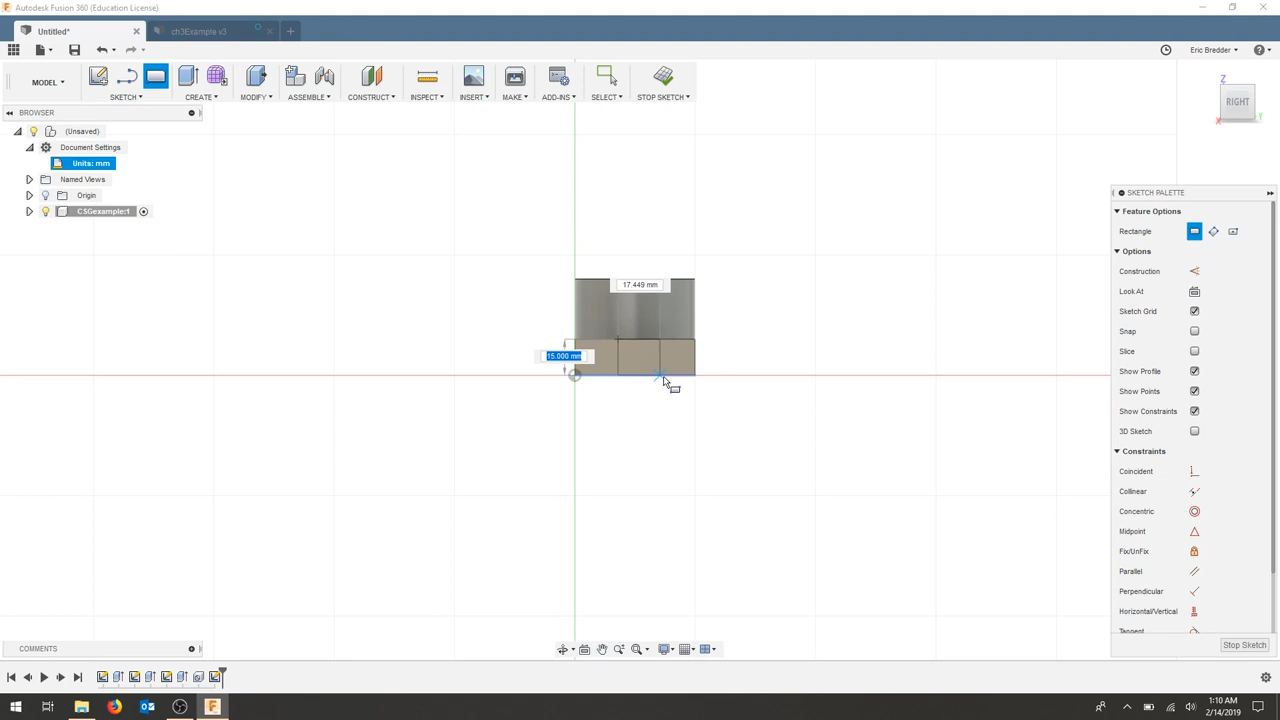 Autodesk Fusion 360 (Education License)
Untitled*
ch3Example v3
Eric Bredder
MODEL
SKETCH
CREATE
MODIFY
ASSEMBLE
CONSTRUCT
INSPECT
INSERT
MAKE
ADD-INS
SELECT
STOP SKETCH
Z
RIGHT
X
Y
BROWSER
(Unsaved)
Document Settings
Units: mm
Named Views
Origin
CSGexample:1
17.449 mm
15.000 mm
SKETCH PALETTE
Feature Options
Rectangle
Options
Construction
Look At
Sketch Grid
Snap
Slice
Show Profile
Show Points
Show Constraints
3D Sketch
Constraints
Coincident
Collinear
Concentric
Midpoint
Fix/UnFix
Parallel
Perpendicular
Horizontal/Vertical
Tangent
Stop Sketch
COMMENTS
1:10 AM
2/14/2019